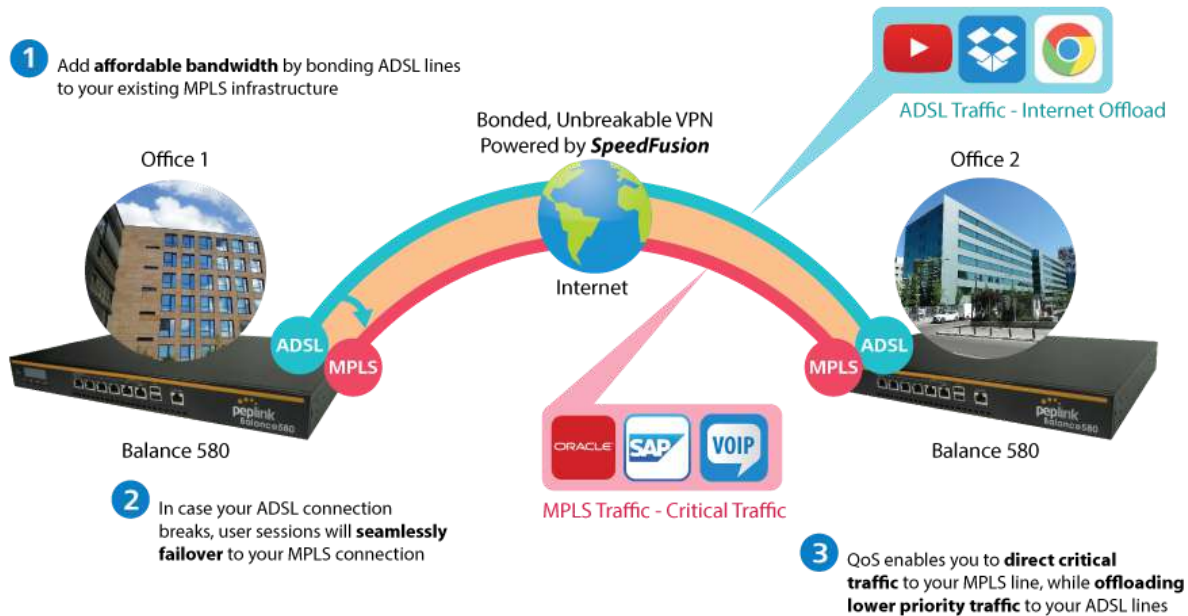 1
Add affordable bandwidth by bonding ADSL lines
to your existing MPLS infrastructure
ADSL Traffic - Internet Offload
Bonded, Unbreakable VPN
Powered by SpeedFusion
Office 1
Office 2
Internet
ADSL
MPLS
MPLS
ADSL
peplink
Balance580
peplink
Balance580
Balance 580
Balance 580
ORACLE
SAP
VOIP
MPLS Traffic - Critical Traffic
2
In case your ADSL connection
breaks, user sessions will seamlessly
failover to your MPLS connection
3
QoS enables you to direct critical
traffic to your MPLS line, while offloading
lower priority traffic to your ADSL lines